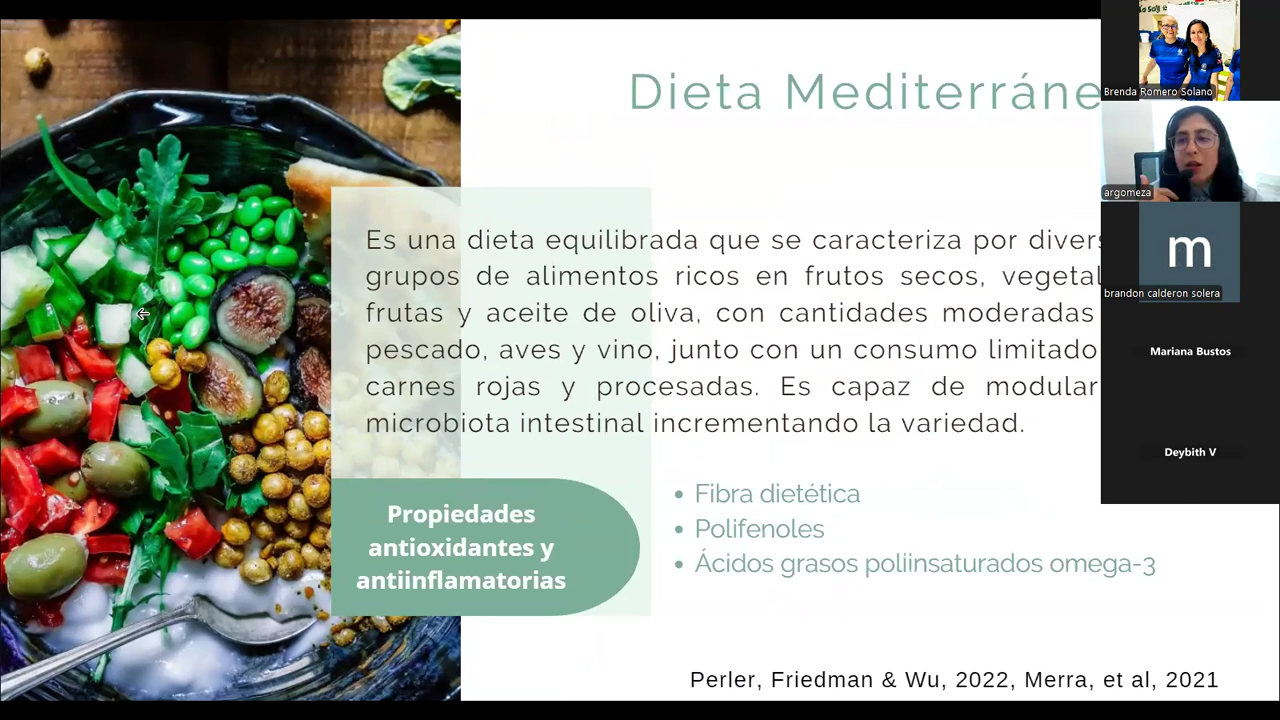 Dieta Mediterráne
Es una dieta equilibrada que se caracteriza por divers
grupos de alimentos ricos en frutos secos, vegetal
frutas y aceite de oliva, con cantidades moderadas
pescado, aves y vino, junto con un consumo limitado
carnes rojas y procesadas. Es capaz de modular
microbiota intestinal incrementando la variedad.
Propiedades
antioxidantes y
antiinflamatorias
Fibra dietética
Polifenoles
Ácidos grasos poliinsaturados omega-3
Perler, Friedman & Wu, 2022, Merra, et al, 2021
Brenda Romero Solano
argomeza
m
brandon calderon solera
Mariana Bustos
Deybith V